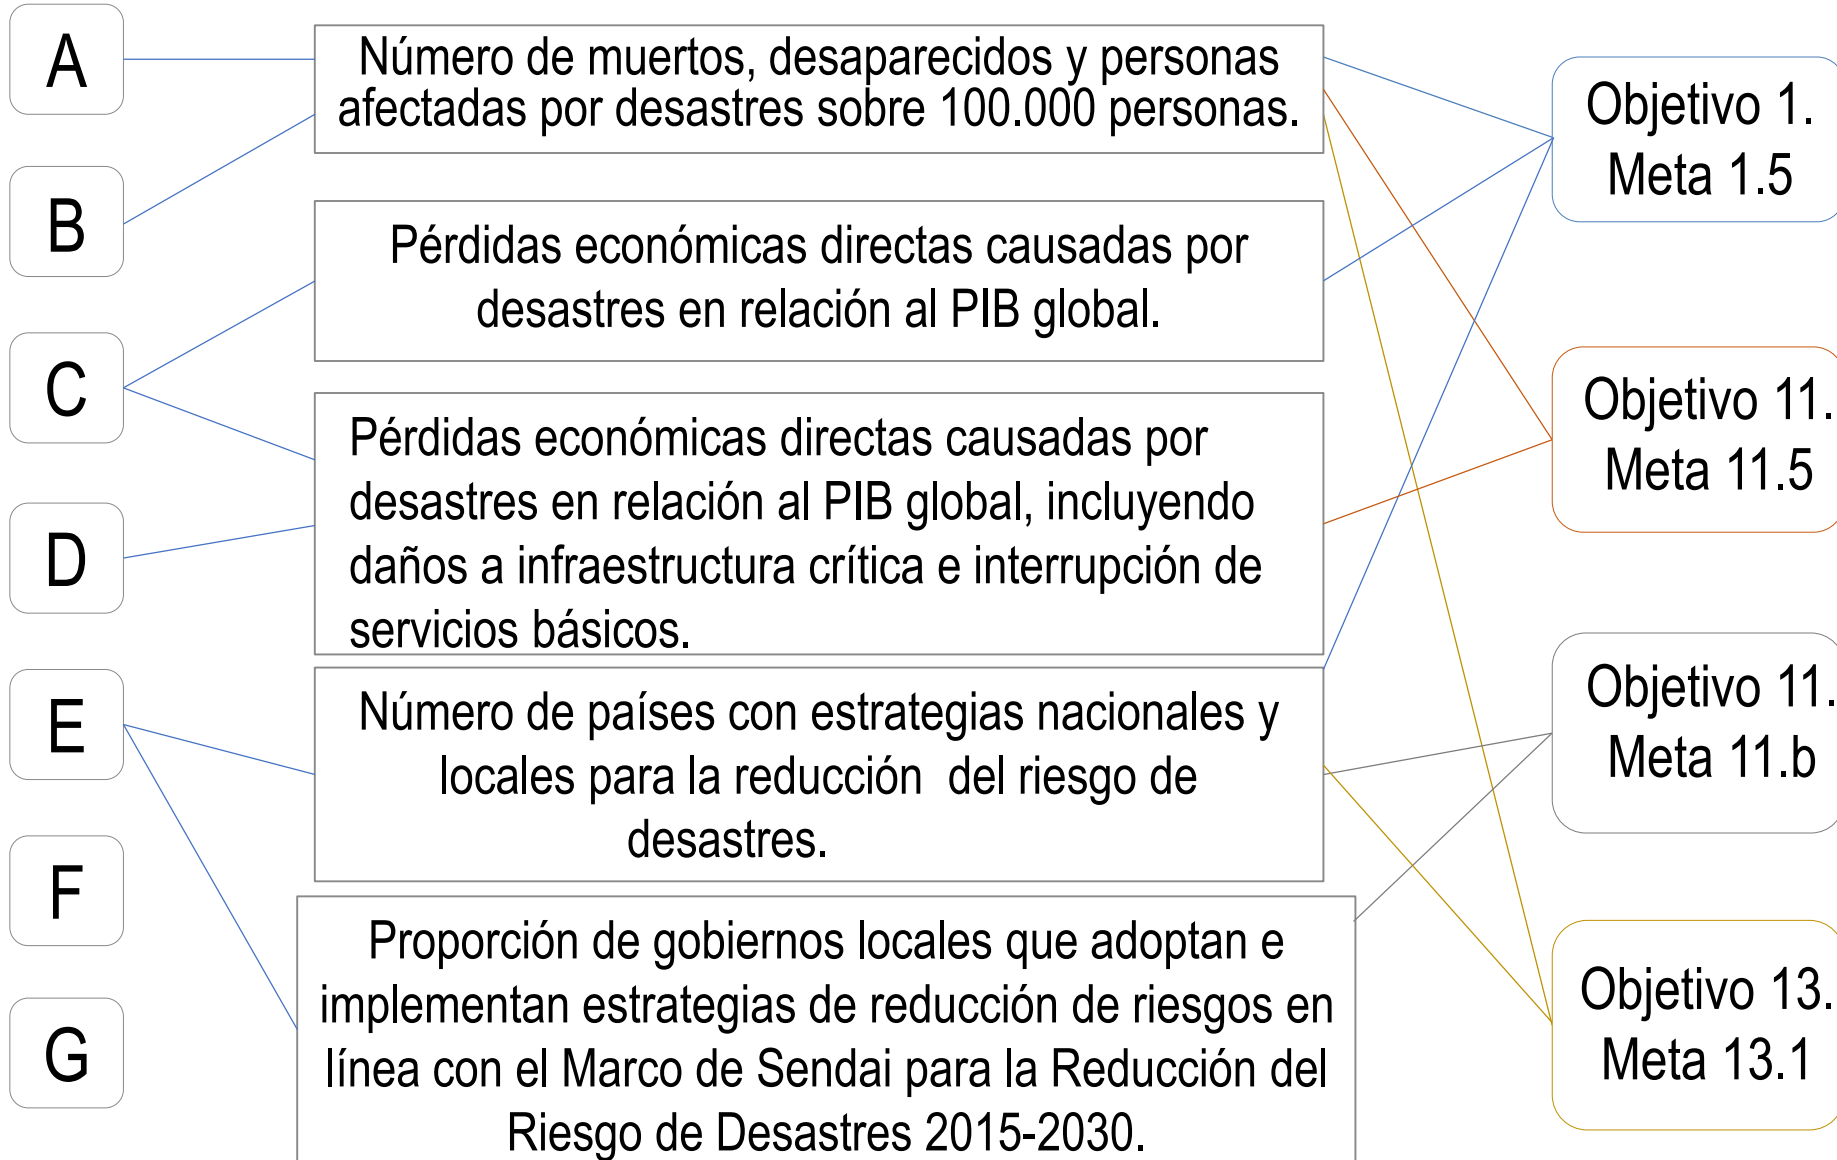 A
B
C
D
E
F
G
Número de muertos, desaparecidos y personas
afectadas por desastres sobre 100.000 personas.
Pérdidas económicas directas causadas por
desastres en relación al PIB global.
Pérdidas económicas directas causadas por
desastres en relación al PIB global, incluyendo
daños a infraestructura crítica e interrupción de
servicios básicos.
Número de países con estrategias nacionales y
locales para la reducción del riesgo de
desastres.
Proporción de gobiernos locales que adoptan e
implementan estrategias de reducción de riesgos en
línea con el Marco de Sendai para la Reducción del
Riesgo de Desastres 2015-2030.
Objetivo 1.
Meta 1.5
Objetivo 11.
Meta 11.5
Objetivo 11.
Meta 11.b
Objetivo 13.
Meta 13.1